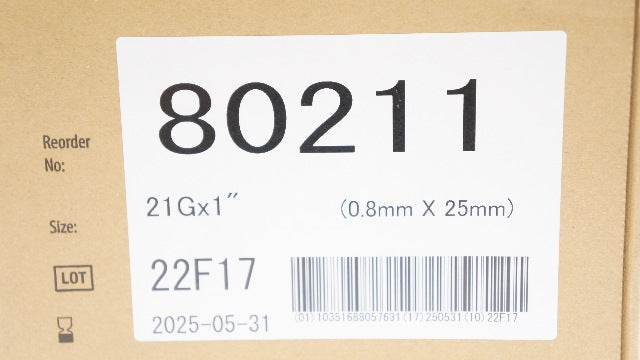 80211
Reorder
No:
21Gx1" (0.8mm X 25mm)
Size:
LOT 22F17
2025-05-31
(01)10351688057631(17)250531(10)22F17